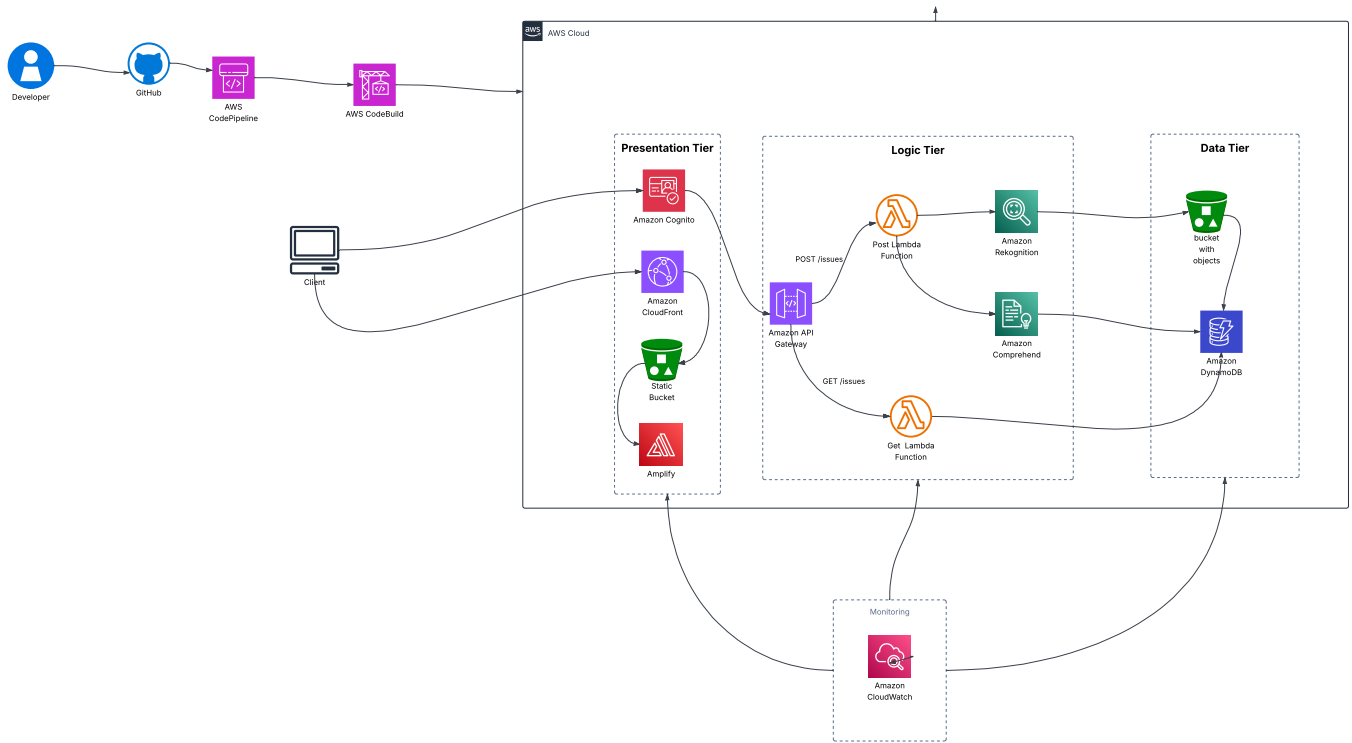 aws
AWS Cloud
Developer
GitHub
AWS
CodePipeline
AWS CodeBuild
Client
Presentation Tier
Amazon Cognito
Amazon
CloudFront
Static
Bucket
Amplify
Logic Tier
POST /issues
Post Lambda
Function
Amazon API
Gateway
GET /issues
Get Lambda
Function
Amazon
Rekognition
Amazon
Comprehend
Data Tier
bucket
with
objects
Amazon
DynamoDB
Monitoring
Amazon
CloudWatch